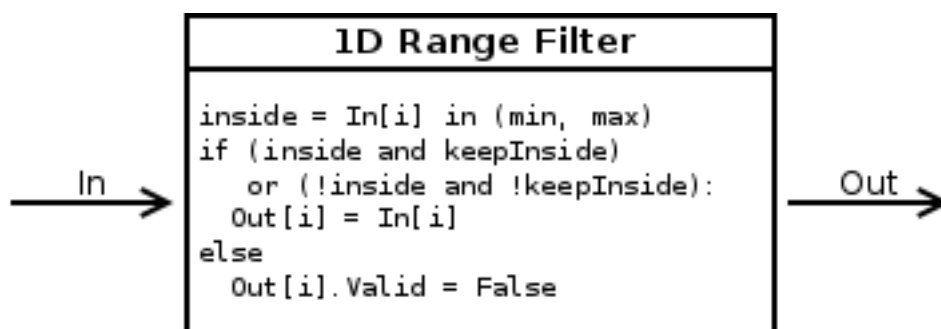 1D Range Filter
inside = In[i] in (min, max)
if (inside and keepInside)
or (!inside and !keepInside):
In
Out
Out[i] = In[i]
else
Out[i].Valid = False